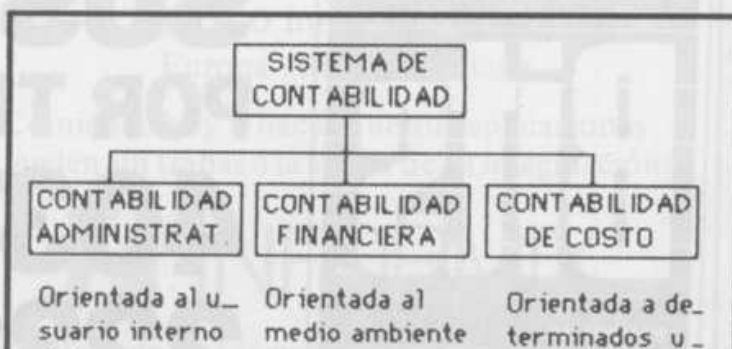 SISTEMA DE
CONTABILIDAD
CONTABILIDAD
ADMINISTRAT.
CONTABILIDAD
FINANCIERA
CONTABILIDAD
DE COSTO
Orientada al u_
suario interno
Orientada al
medio ambiente
Orientada a de_
terminados u_